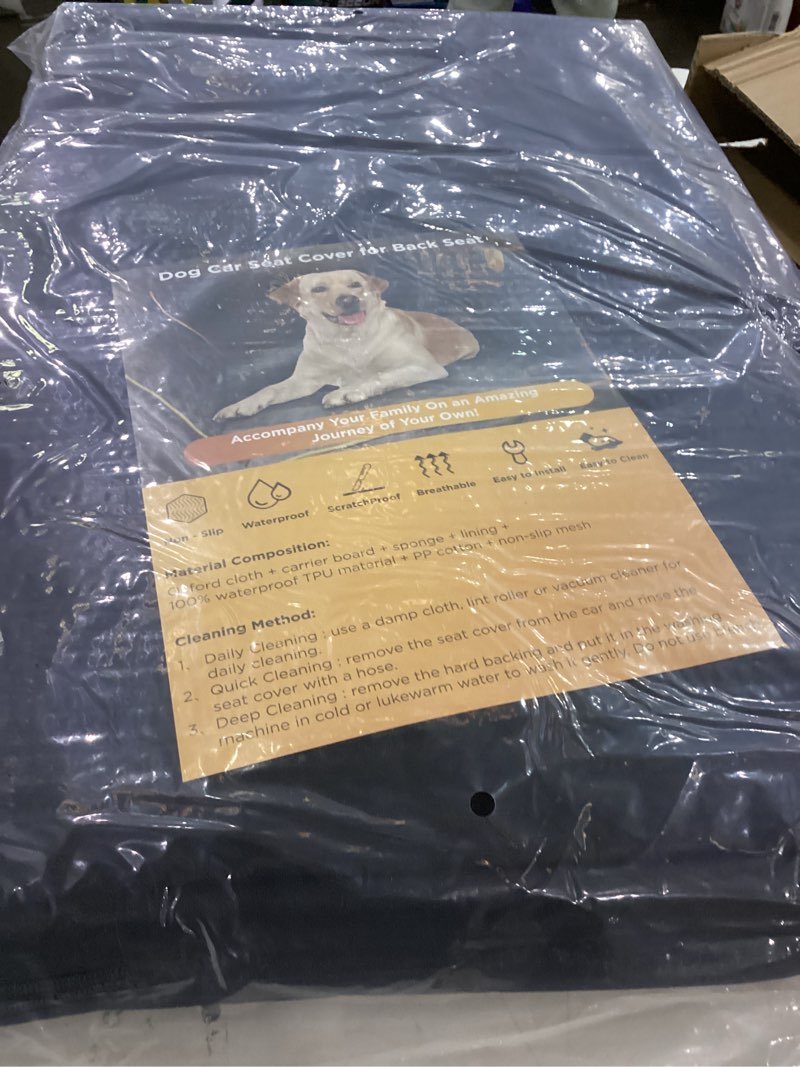 Dog Car Seat Cover for Back Seat
Accompany Your Family On an Amazing
Journey of Your Own!
Non - Slip
Waterproof
ScratchProof
Breathable
Easy to Install
Easy to Clean
Material Composition:
Oxford cloth + carrier board + sponge + lining +
100% waterproof TPU material + PP cotton + non-slip mesh
Cleaning Method:
1、 Daily Cleaning : use a damp cloth, lint roller or vacuum cleaner for
daily cleaning.
2、 Quick Cleaning : remove the seat cover from the car and rinse the
seat cover with a hose.
3、 Deep Cleaning : remove the hard backing and put it in the washing
machine in cold or lukewarm water to wash it gently. Do not use